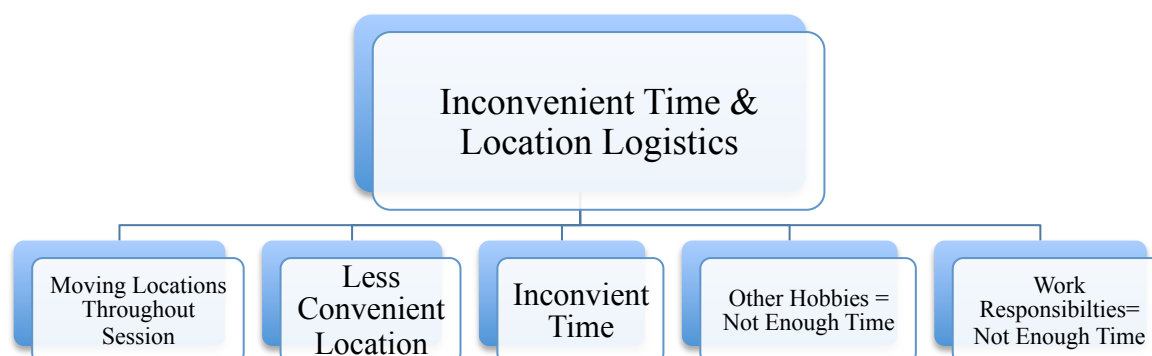 Inconvenient Time &
Location Logistics
Moving Locations
Throughout
Session
Less
Convenient
Location
Inconvient
Time
Other Hobbies =
Not Enough Time
Work
Responsibilties=
Not Enough Time